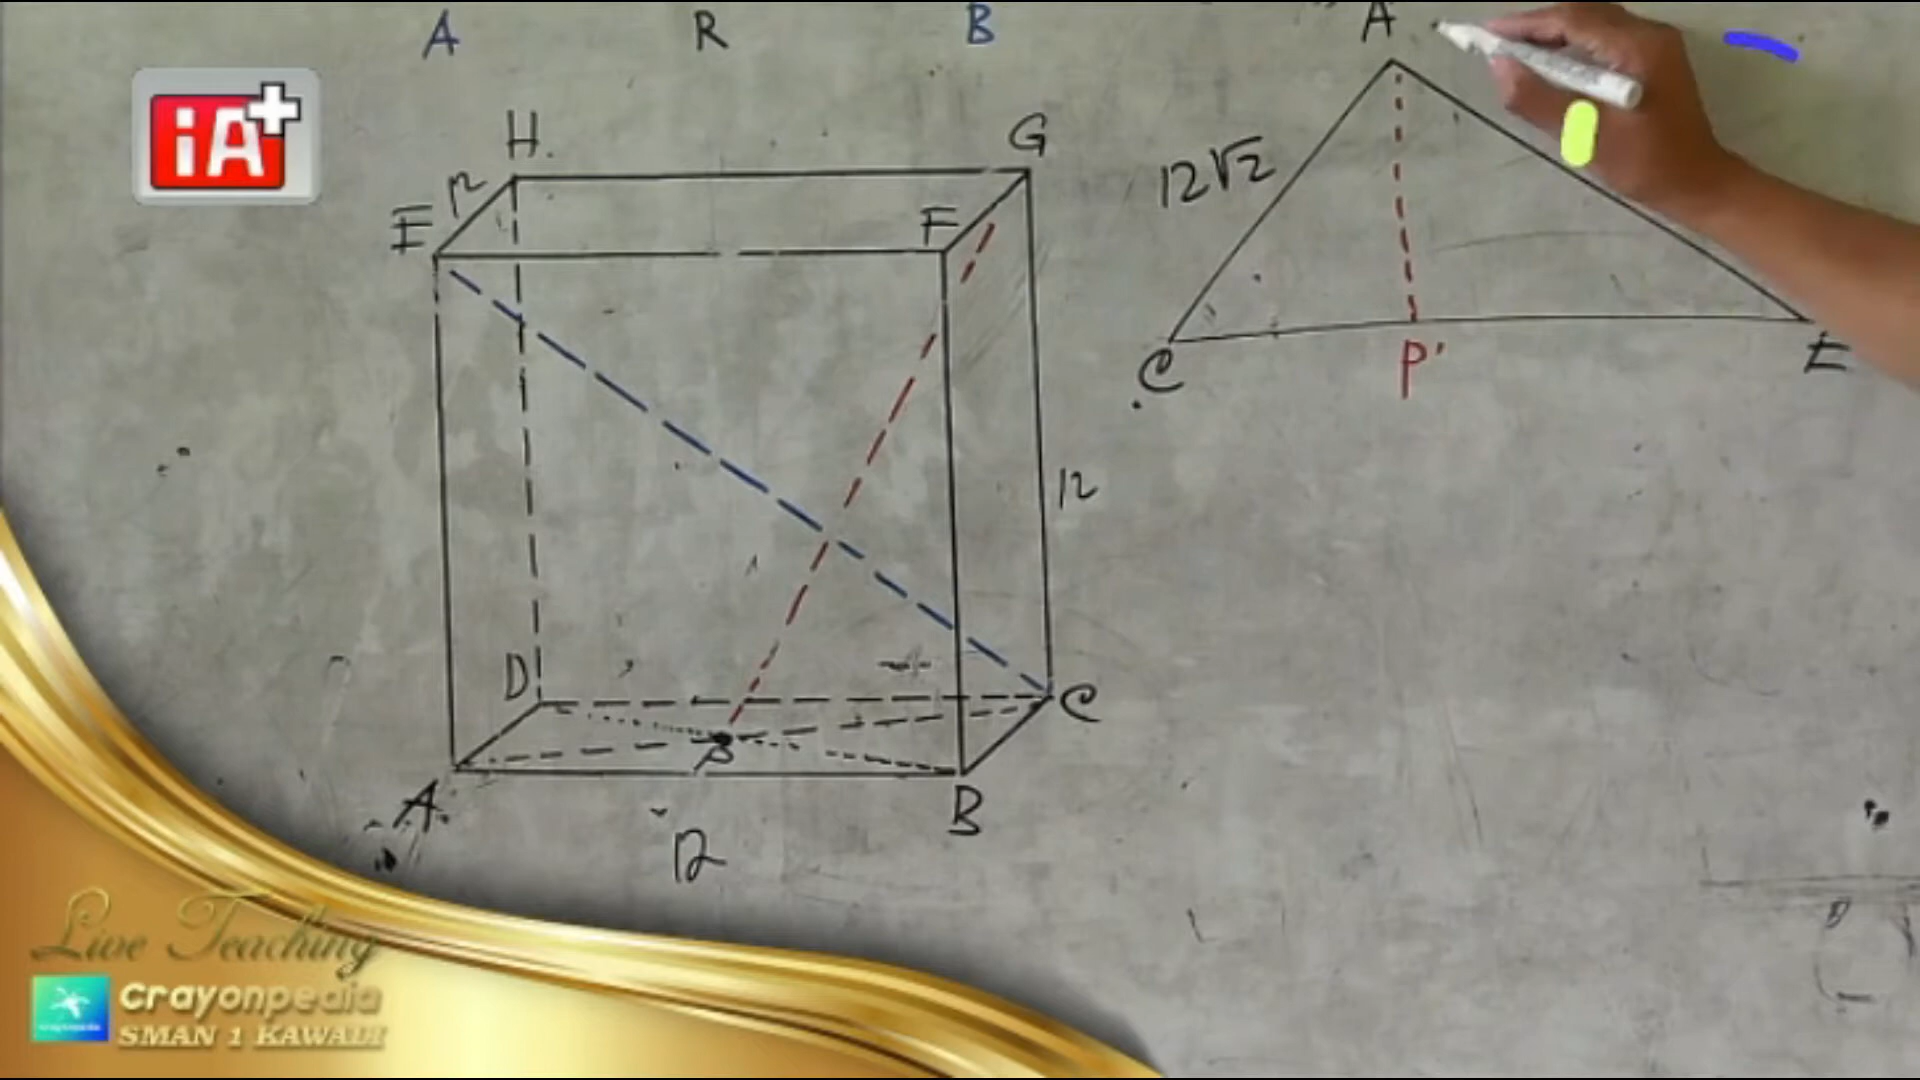 A R B
A
iA+
H
G
12√2
12
E
F
P'
C
E
12
D
C
P
A
B
12
Live Teaching
Crayonpedia
SMAN 1 KAWALI